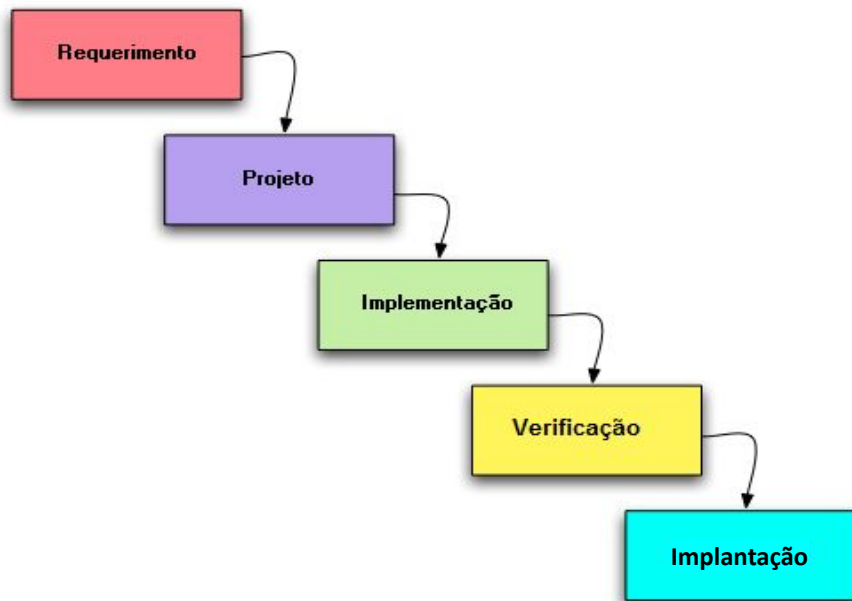 Requerimento
Projeto
Implementação
Verificação
Implantação